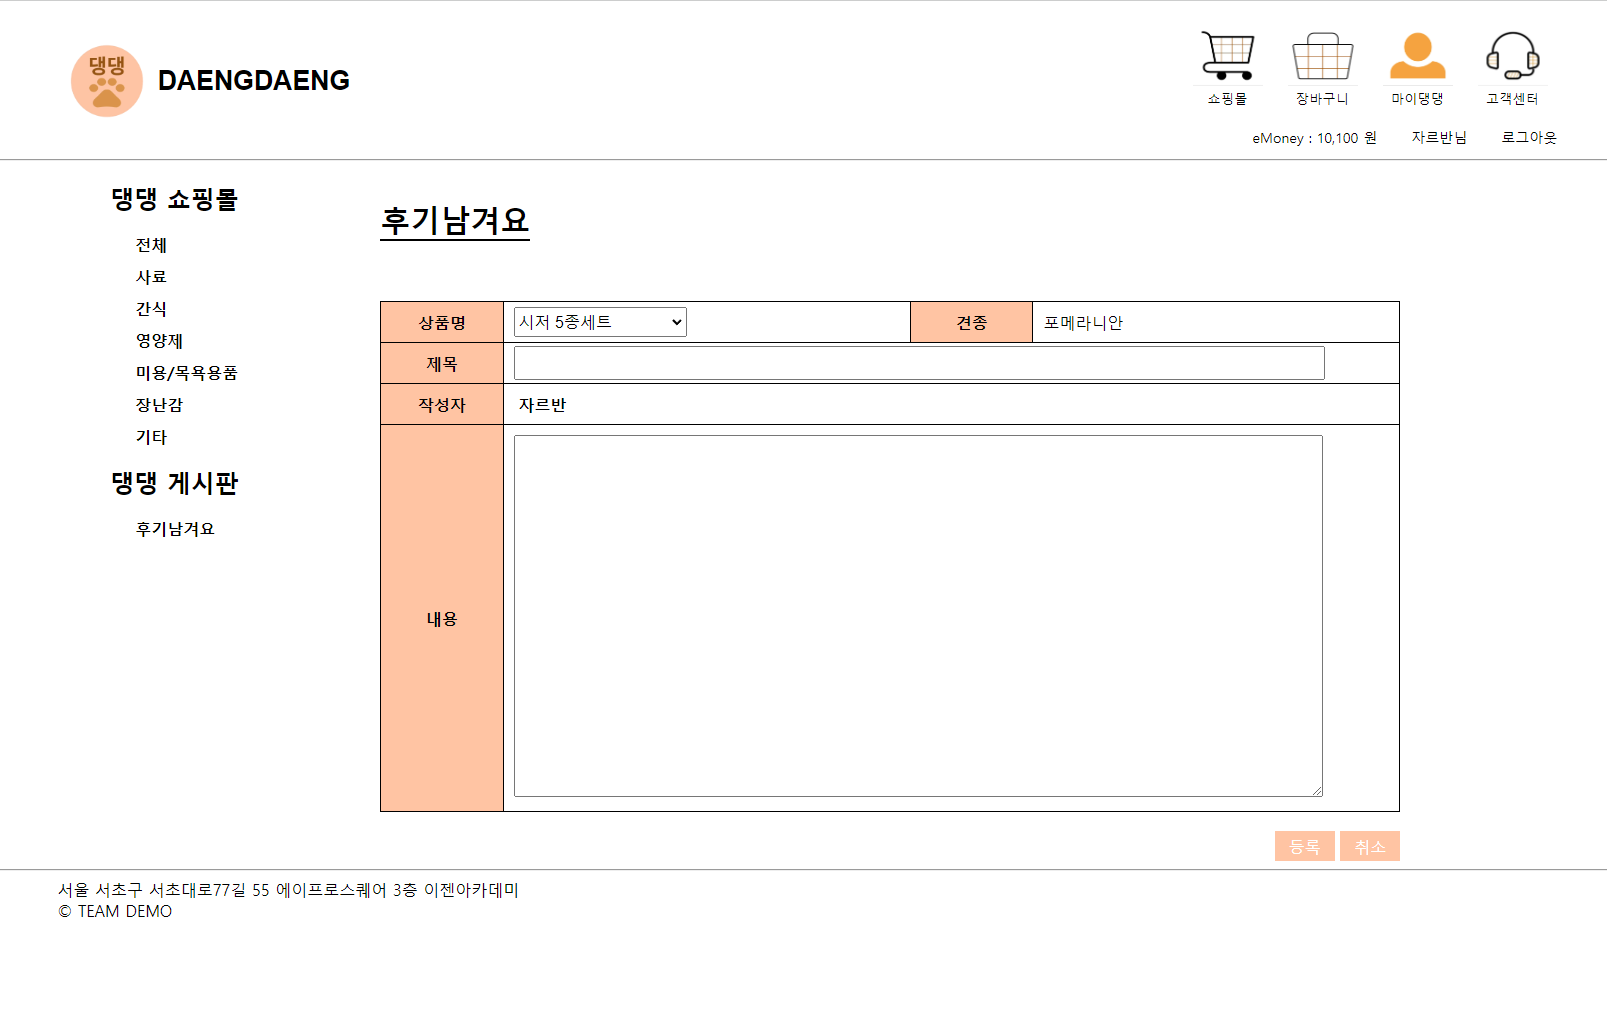 댕댕
DAENGDAENG
쇼핑몰
장바구니
마이댕댕
고객센터
eMoney : 10,100 원
자르반님
로그아웃
댕댕 쇼핑몰
전체
사료
간식
영양제
미용/목욕용품
장난감
기타
댕댕 게시판
후기남겨요
후기남겨요
상품명
시저 5종세트
견종
포메라니안
제목
작성자
자르반
내용
등록
취소
서울 서초구 서초대로77길 55 에이프로스퀘어 3층 이젠아카데미
© TEAM DEMO